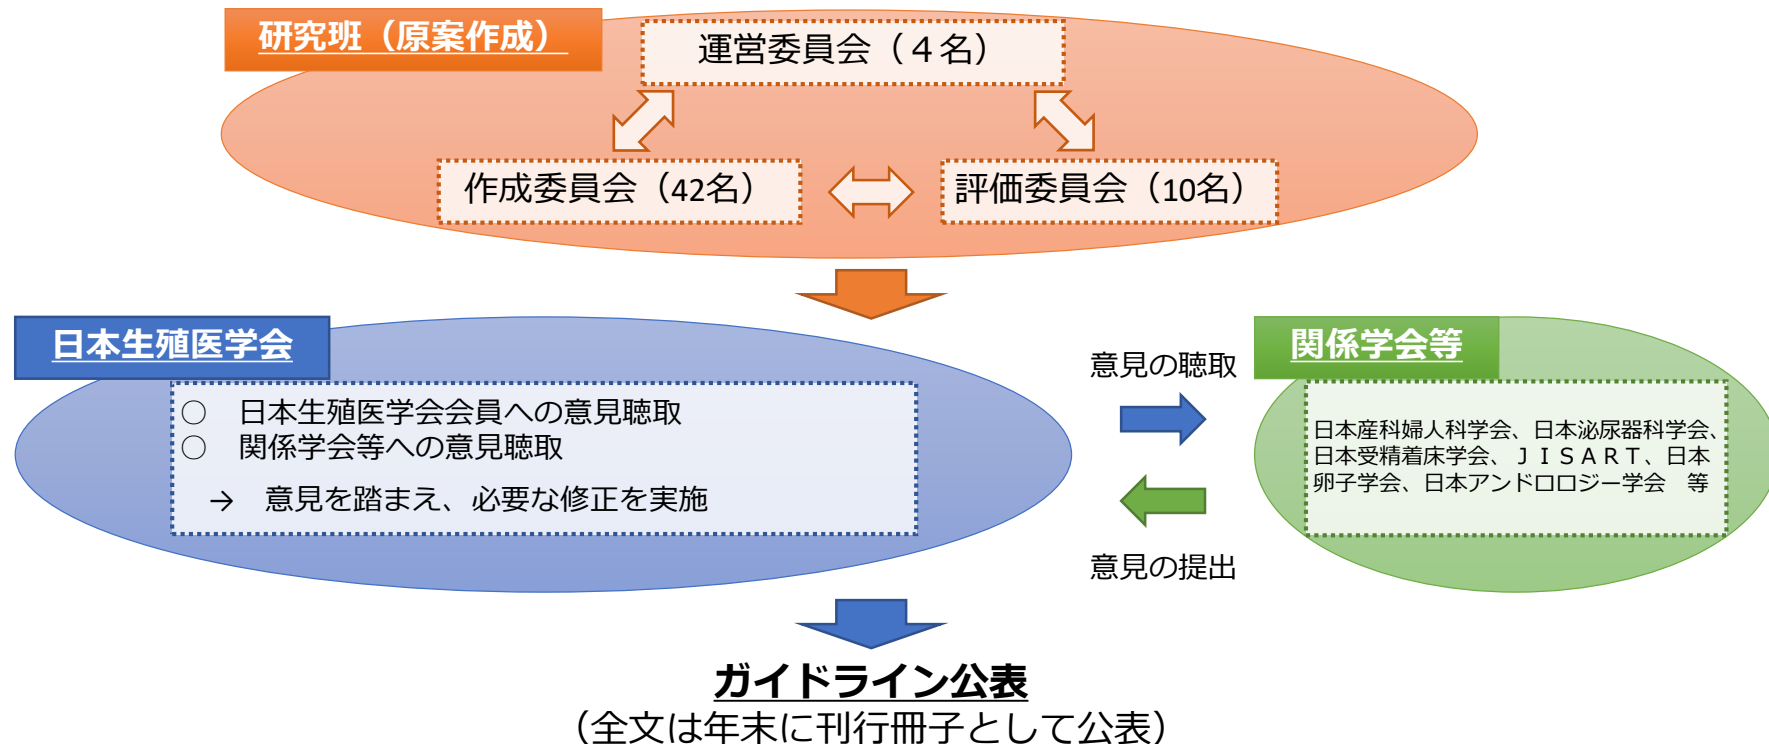 研究班（原案作成）
運営委員会（４名）
作成委員会（42名）
評価委員会（10名）
日本生殖医学会
○　日本生殖医学会会員への意見聴取
○　関係学会等への意見聴取
→　意見を踏まえ、必要な修正を実施
意見の聴取
意見の提出
関係学会等
日本産科婦人科学会、日本泌尿器科学会、
日本受精着床学会、ＪＩＳＡＲＴ、日本
卵子学会、日本アンドロロジー学会　等
ガイドライン公表
（全文は年末に刊行冊子として公表）